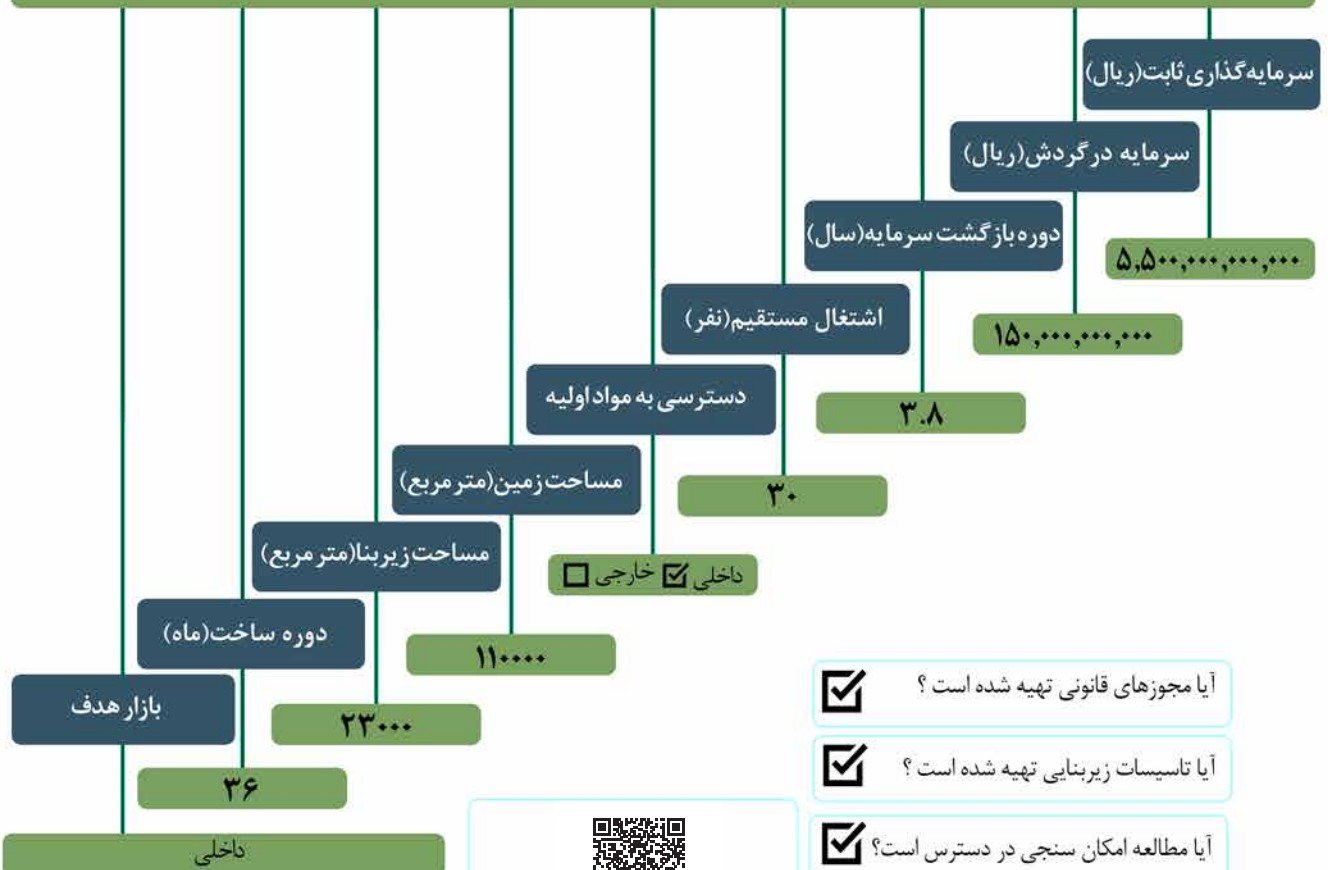 سرمایه‌گذاری ثابت(ریال)
۵,۵۰۰,۰۰۰,۰۰۰,۰۰۰
سرمایه در گردش(ریال)
۱۵۰,۰۰۰,۰۰۰,۰۰۰
دوره بازگشت سرمایه(سال)
۳.۸
اشتغال مستقیم(نفر)
۳۰
دسترسی به مواد اولیه
داخلی ☑ خارجی ☐
مساحت زمین(متر مربع)
۱۱۰۰۰۰
مساحت زیربنا(متر مربع)
۲۳۰۰۰
دوره ساخت(ماه)
۳۶
بازار هدف
داخلی
آیا مجوزهای قانونی تهیه شده است ؟ ☑
آیا تاسیسات زیربنایی تهیه شده است ؟ ☑
آیا مطالعه امکان سنجی در دسترس است؟ ☑